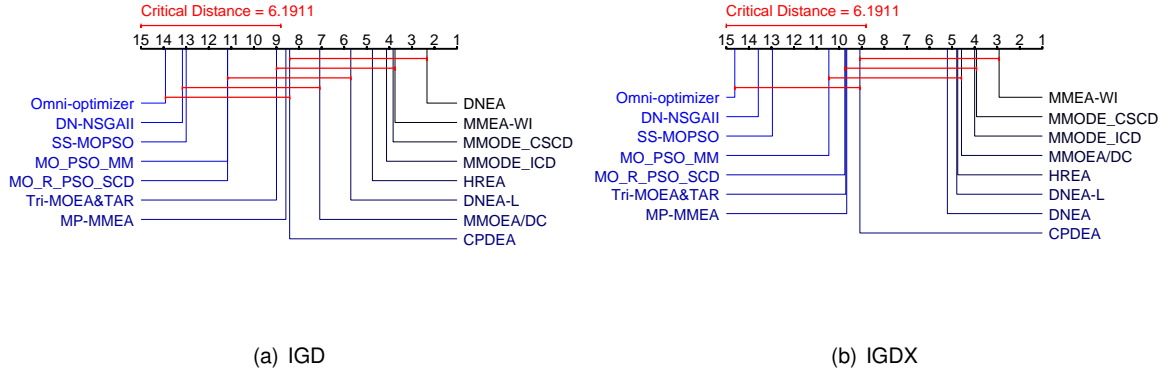 Critical Distance = 6.1911
15 14 13 12 11 10 9 8 7 6 5 4 3 2 1
Omni-optimizer
DN-NSGAII
SS-MOPSO
MO_PSO_MM
MO_R_PSO_SCD
Tri-MOEA&TAR
MP-MMEA
DNEA
MMEA-WI
MMODE_CSCD
MMODE_ICD
HREA
DNEA-L
MMOEA/DC
CPDEA
(a) IGD
Critical Distance = 6.1911
15 14 13 12 11 10 9 8 7 6 5 4 3 2 1
Omni-optimizer
DN-NSGAII
SS-MOPSO
MO_PSO_MM
MO_R_PSO_SCD
Tri-MOEA&TAR
MP-MMEA
MMEA-WI
MMODE_CSCD
MMODE_ICD
MMOEA/DC
HREA
DNEA-L
DNEA
CPDEA
(b) IGDX